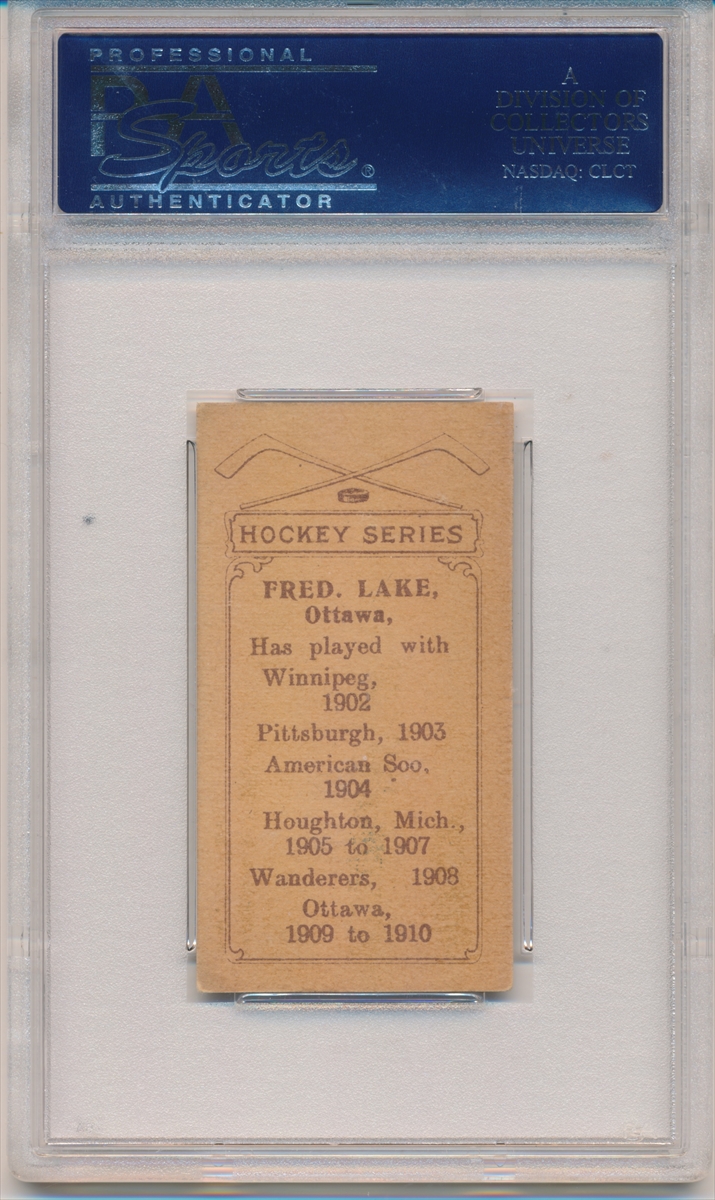 PROFESSIONAL
PSA
Sports®
AUTHENTICATOR
A
DIVISION OF
COLLECTORS
UNIVERSE
NASDAQ: CLCT
HOCKEY SERIES
FRED. LAKE,
Ottawa,
Has played with
Winnipeg,
1902
Pittsburgh, 1903
American Soo,
1904
Houghton, Mich.,
1905 to 1907
Wanderers, 1908
Ottawa,
1909 to 1910